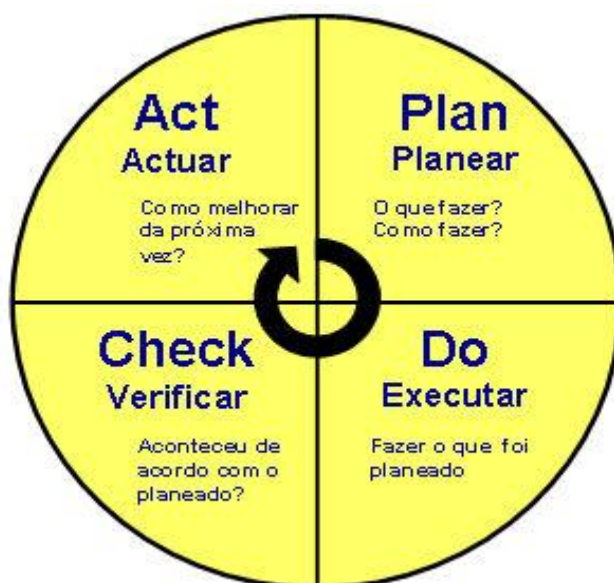 Act
Actuar
Como melhorar
da próxima
vez?
Plan
Planear
O que fazer?
Como fazer?
Check
Verificar
Aconteceu de
acordo com o
planeado?
Do
Executar
Fazer o que foi
planeado